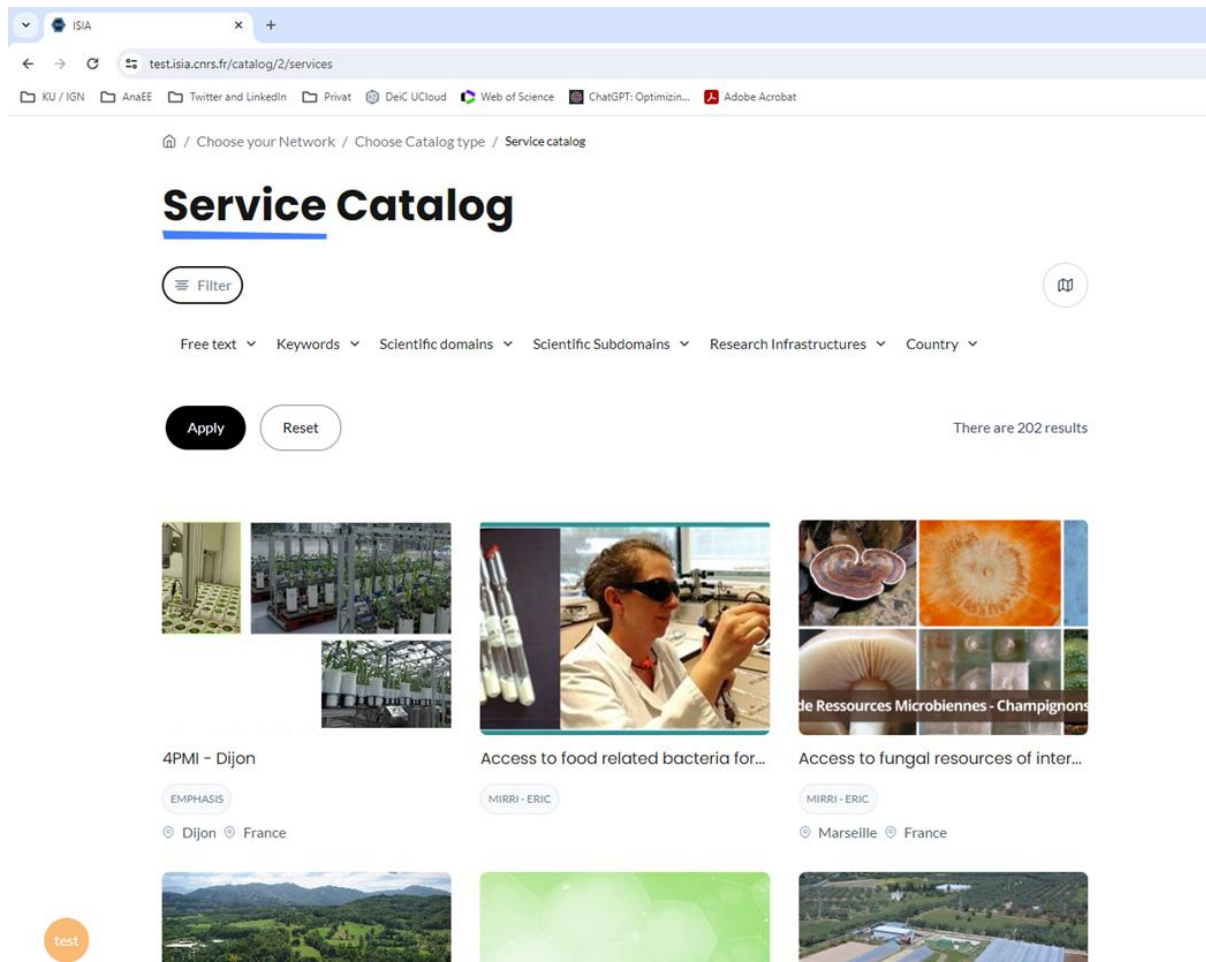 ISIA
test.isia.cnrs.fr/catalog/2/services
KU / IGN AnaEE Twitter and LinkedIn Privat DeiC UCloud Web of Science ChatGPT: Optimizin... Adobe Acrobat
/ Choose your Network / Choose Catalog type / Service catalog
Service Catalog
Filter
Free text Keywords Scientific domains Scientific Subdomains Research Infrastructures Country
Apply Reset There are 202 results
de Ressources Microbiennes - Champignons
4PMI - Dijon Access to food related bacteria for... Access to fungal resources of inter...
EMPHASIS MIRRI - ERIC MIRRI - ERIC
Dijon France Marseille France
test